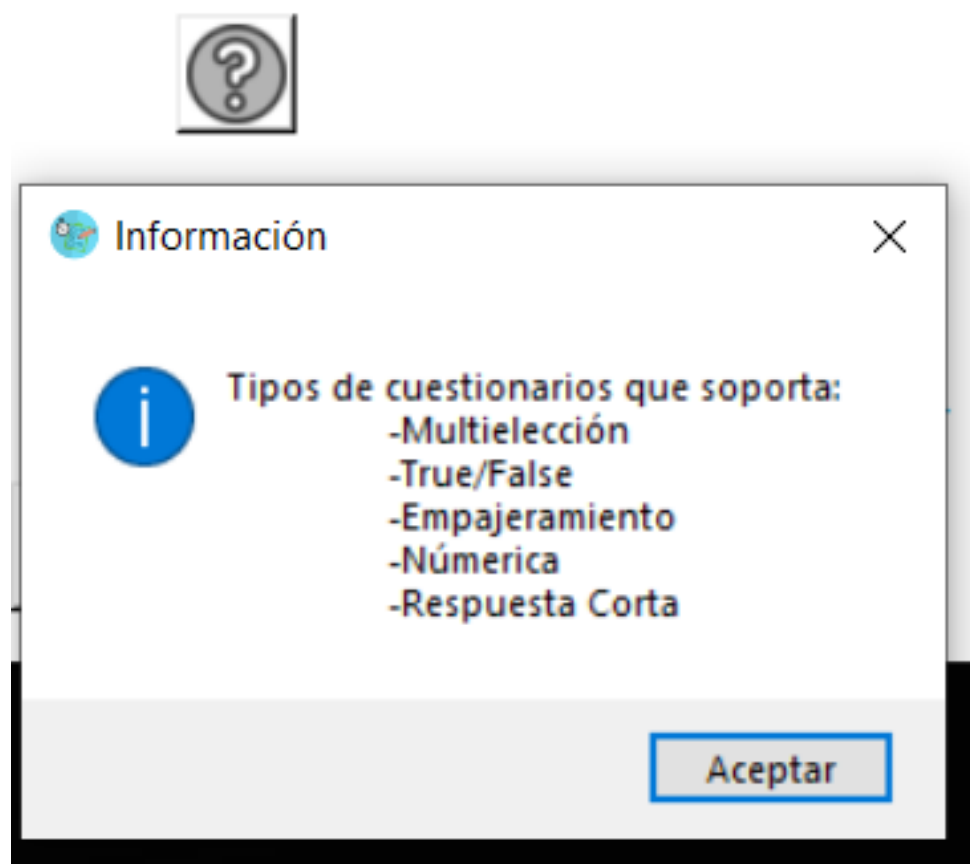 Información
Tipos de cuestionarios que soporta:
-Multielección
-True/False
-Empajeramiento
-Númerica
-Respuesta Corta
Aceptar